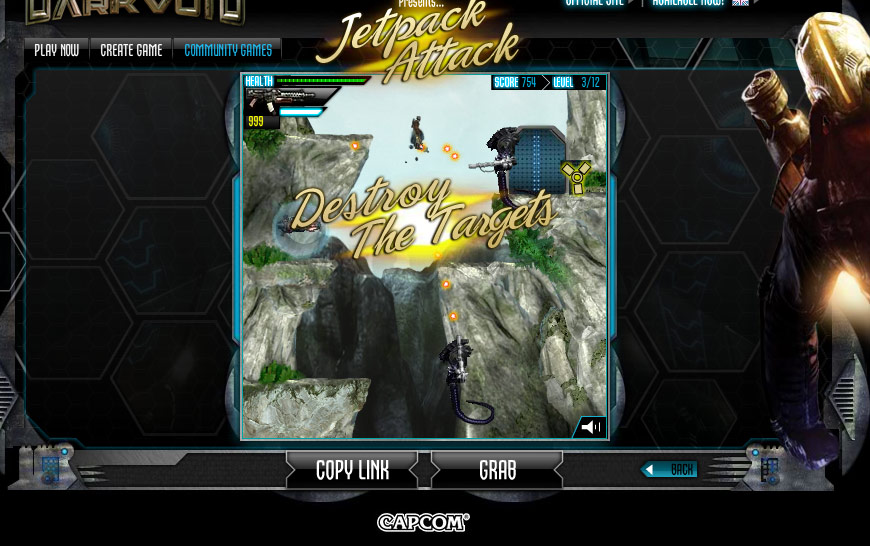 DARKVOID
Presents...
OFFICIAL SITE | AVAILABLE NOW!
Jetpack
Attack
PLAY NOW CREATE GAME COMMUNITY GAMES
HEALTH SCORE 754 LEVEL 3/12
999
Destroy
The Targets
COPY LINK GRAB BACK
CAPCOM®